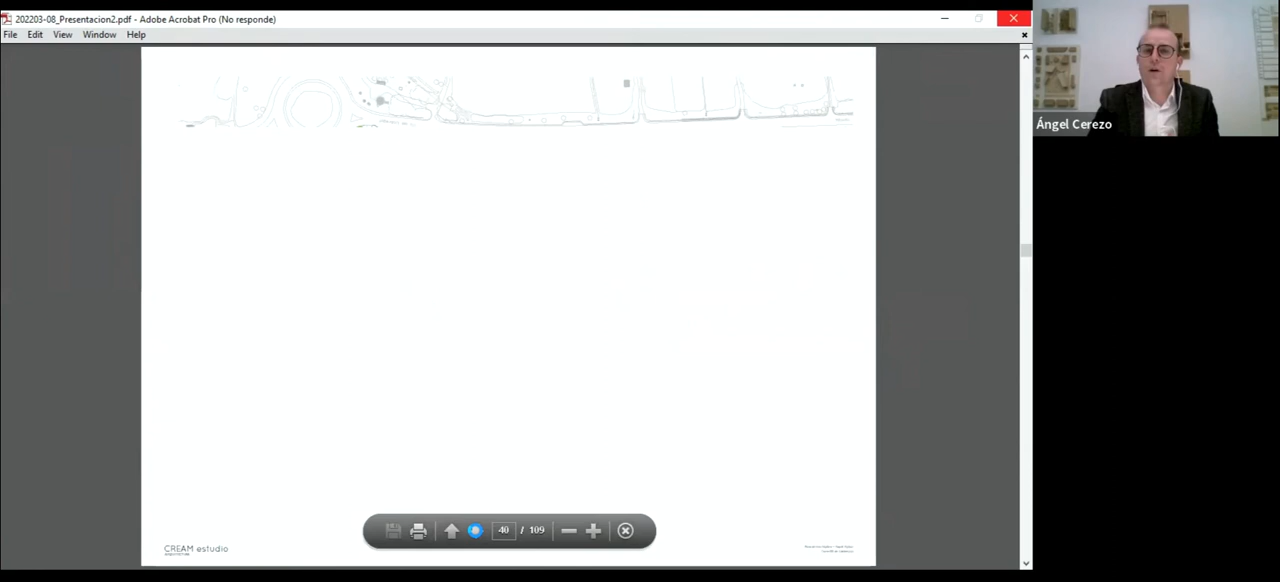 202203-08_Presentacion2.pdf - Adobe Acrobat Pro (No responde)
File Edit View Window Help
Ángel Cerezo
40 / 109
CREAM estudio